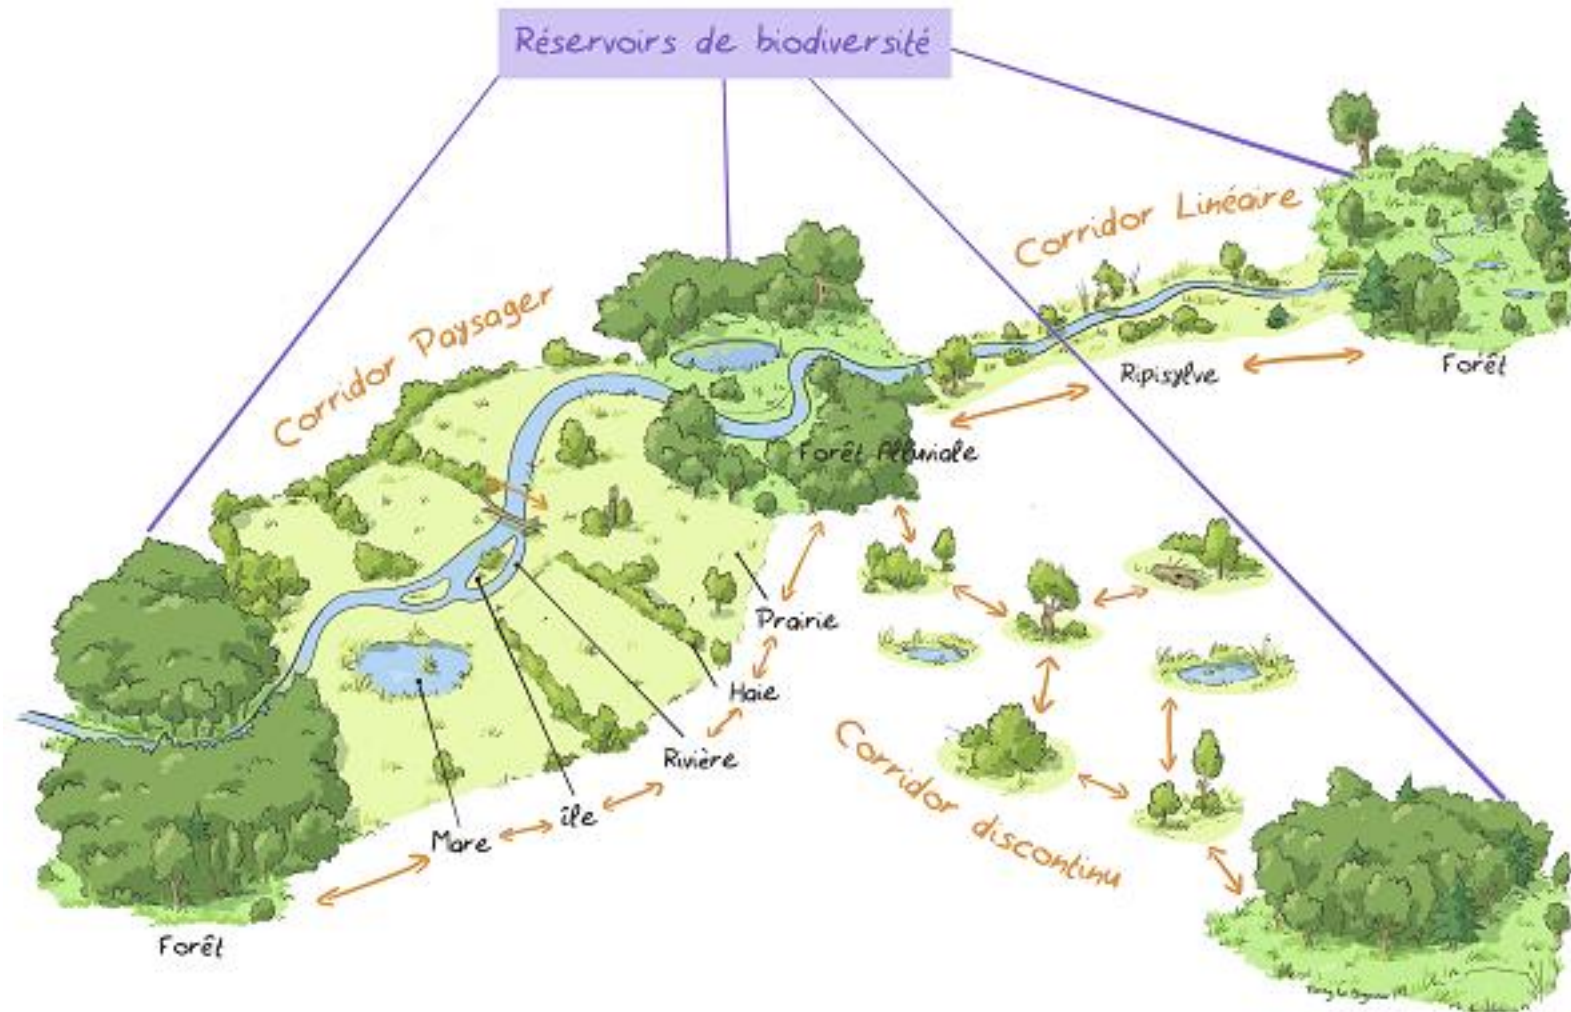 Réservoirs de biodiversité
Corridor Linéaire
Corridor Paysager
Ripisylve
Forêt
Forêt Alluviale
Prairie
Haie
Rivière
île
Mare
Corridor discontinu
Forêt